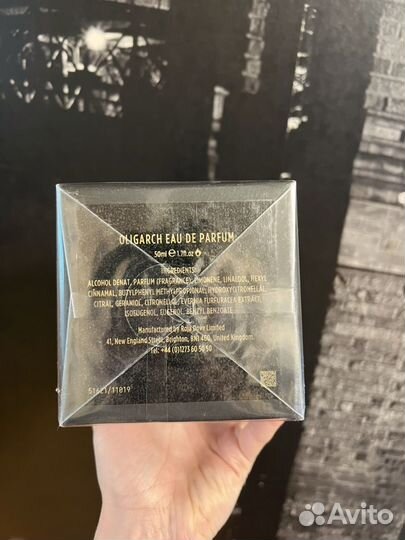 OLIGARCH EAU DE PARFUM
50ml ℮ 1.7fl.oz
INGREDIENTS:
ALCOHOL DENAT, PARFUM (FRAGRANCE), LIMONENE, LINALOOL, HEXYL
CINNAMAL, BUTYLPHENYL METHYLPROPIONAL, HYDROXYCITRONELLAL,
CITRAL, GERANIOL, CITRONELLOL, EVERNIA FURFURACEA EXTRACT,
ISOEUGENOL, EUGENOL, BENZYL BENZOATE.
Manufactured by Roja Dove Limited
41, New England Street, Brighton, BN1 4GQ, United Kingdom.
Tel: +44 (0)1273 60 50 50
51621/11019
Avito